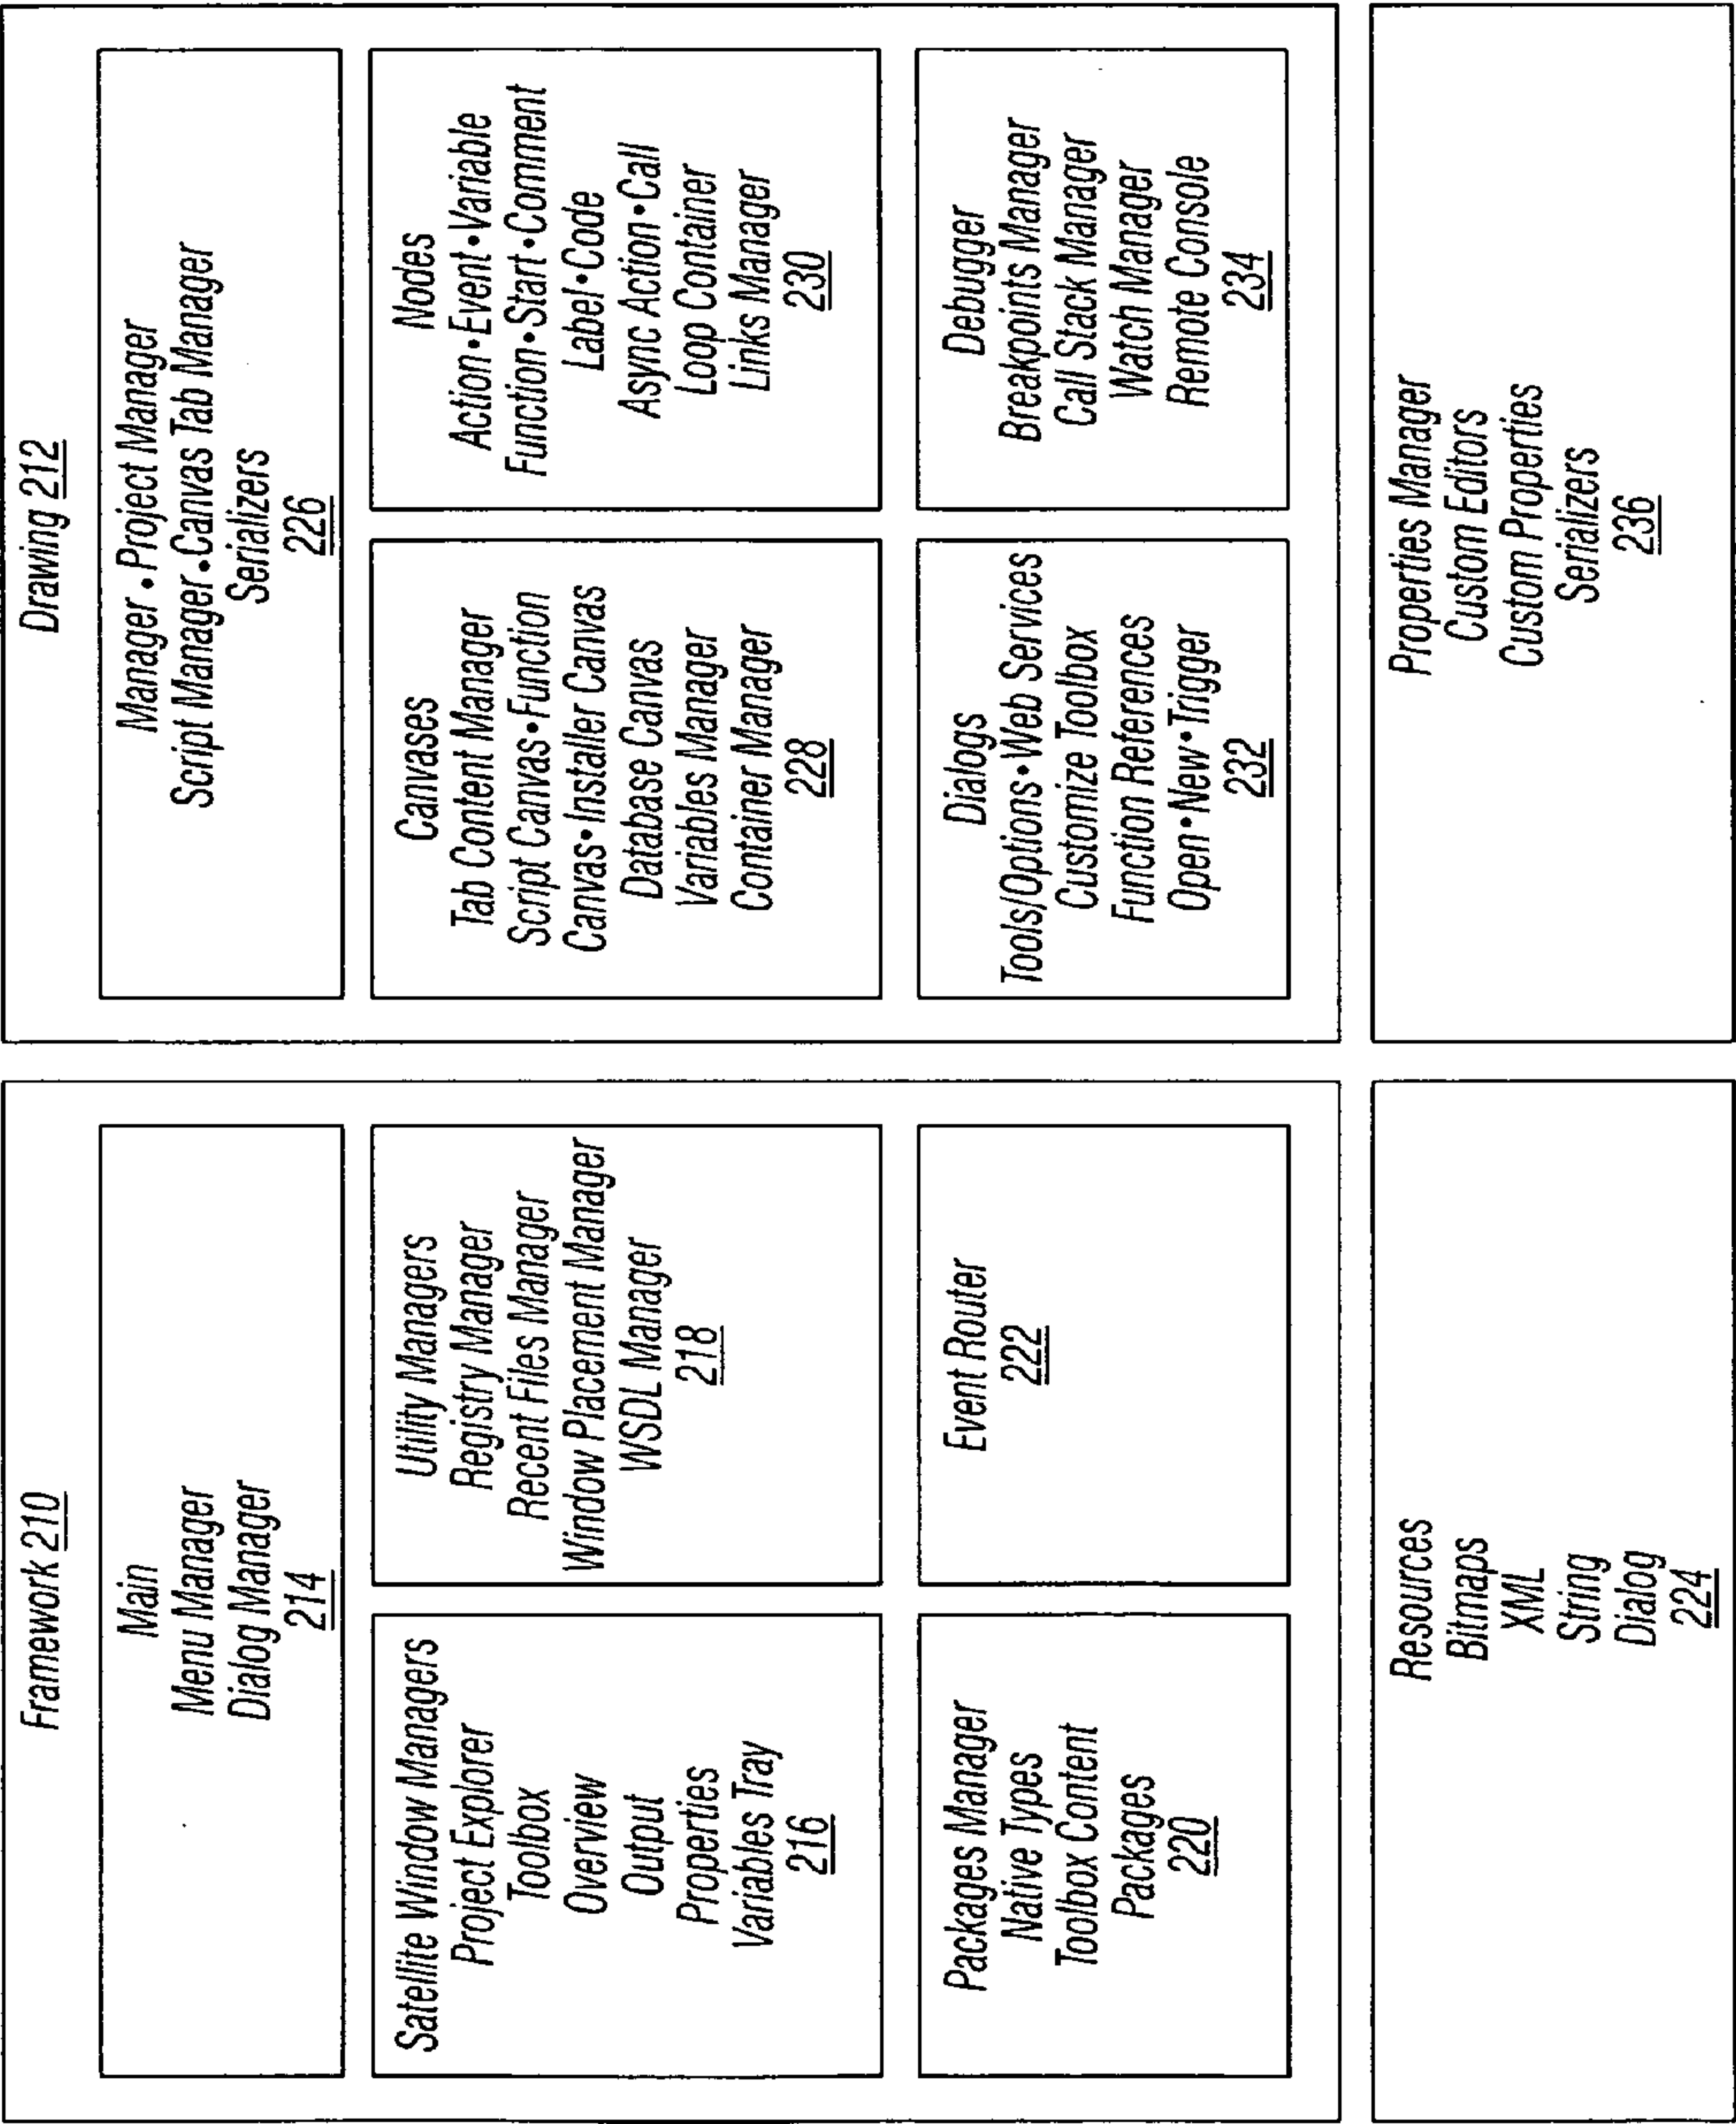 Framework 210
Main
Menu Manager
Dialog Manager
214
Satellite Window Managers
Project Explorer
Toolbox
Overview
Output
Properties
Variables Tray
216
Utility Managers
Registry Manager
Recent Files Manager
Window Placement Manager
WSDL Manager
218
Packages Manager
Native Types
Toolbox Content
Packages
220
Event Router
222
Resources
Bitmaps
XML
String
Dialog
224
Drawing 212
Manager•Project Manager
Script Manager•Canvas Tab Manager
Serializers
226
Canvases
Tab Content Manager
Script Canvas•Function
Canvas•Installer Canvas
Database Canvas
Variables Manager
Container Manager
228
Nodes
Action•Event•Variable
Function•Start•Comment
Label•Code
Async Action•Call
Loop Container
Links Manager
230
Dialogs
Tools/Options•Web Services
Customize Toolbox
Function References
Open•New•Trigger
232
Debugger
Breakpoints Manager
Call Stack Manager
Watch Manager
Remote Console
234
Properties Manager
Custom Editors
Custom Properties
Serializers
236